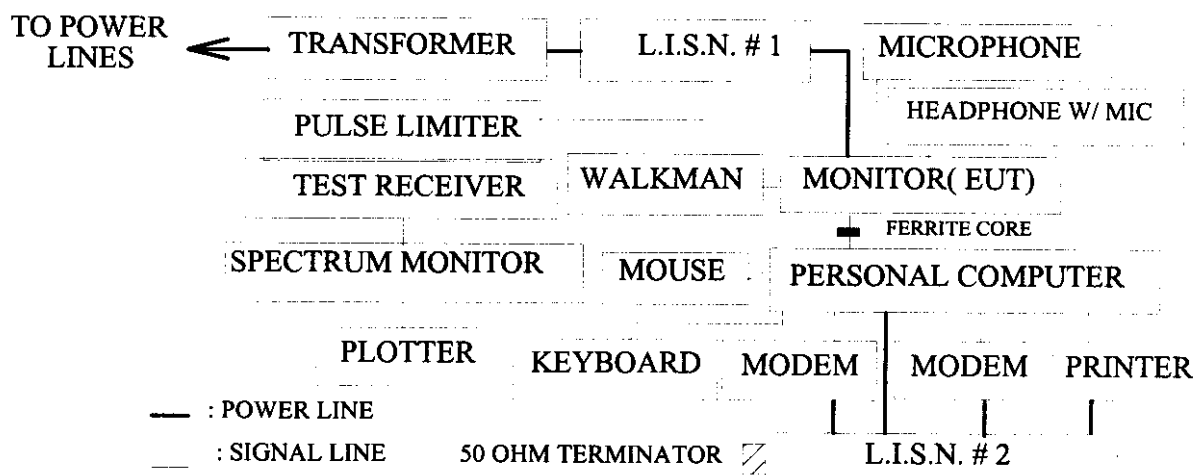 TO POWER LINES
TRANSFORMER
L.I.S.N. # 1
MICROPHONE
HEADPHONE W/ MIC
PULSE LIMITER
TEST RECEIVER
WALKMAN
MONITOR( EUT)
FERRITE CORE
SPECTRUM MONITOR
MOUSE
PERSONAL COMPUTER
PLOTTER
KEYBOARD
MODEM
MODEM
PRINTER
: POWER LINE
: SIGNAL LINE
50 OHM TERMINATOR
L.I.S.N. # 2